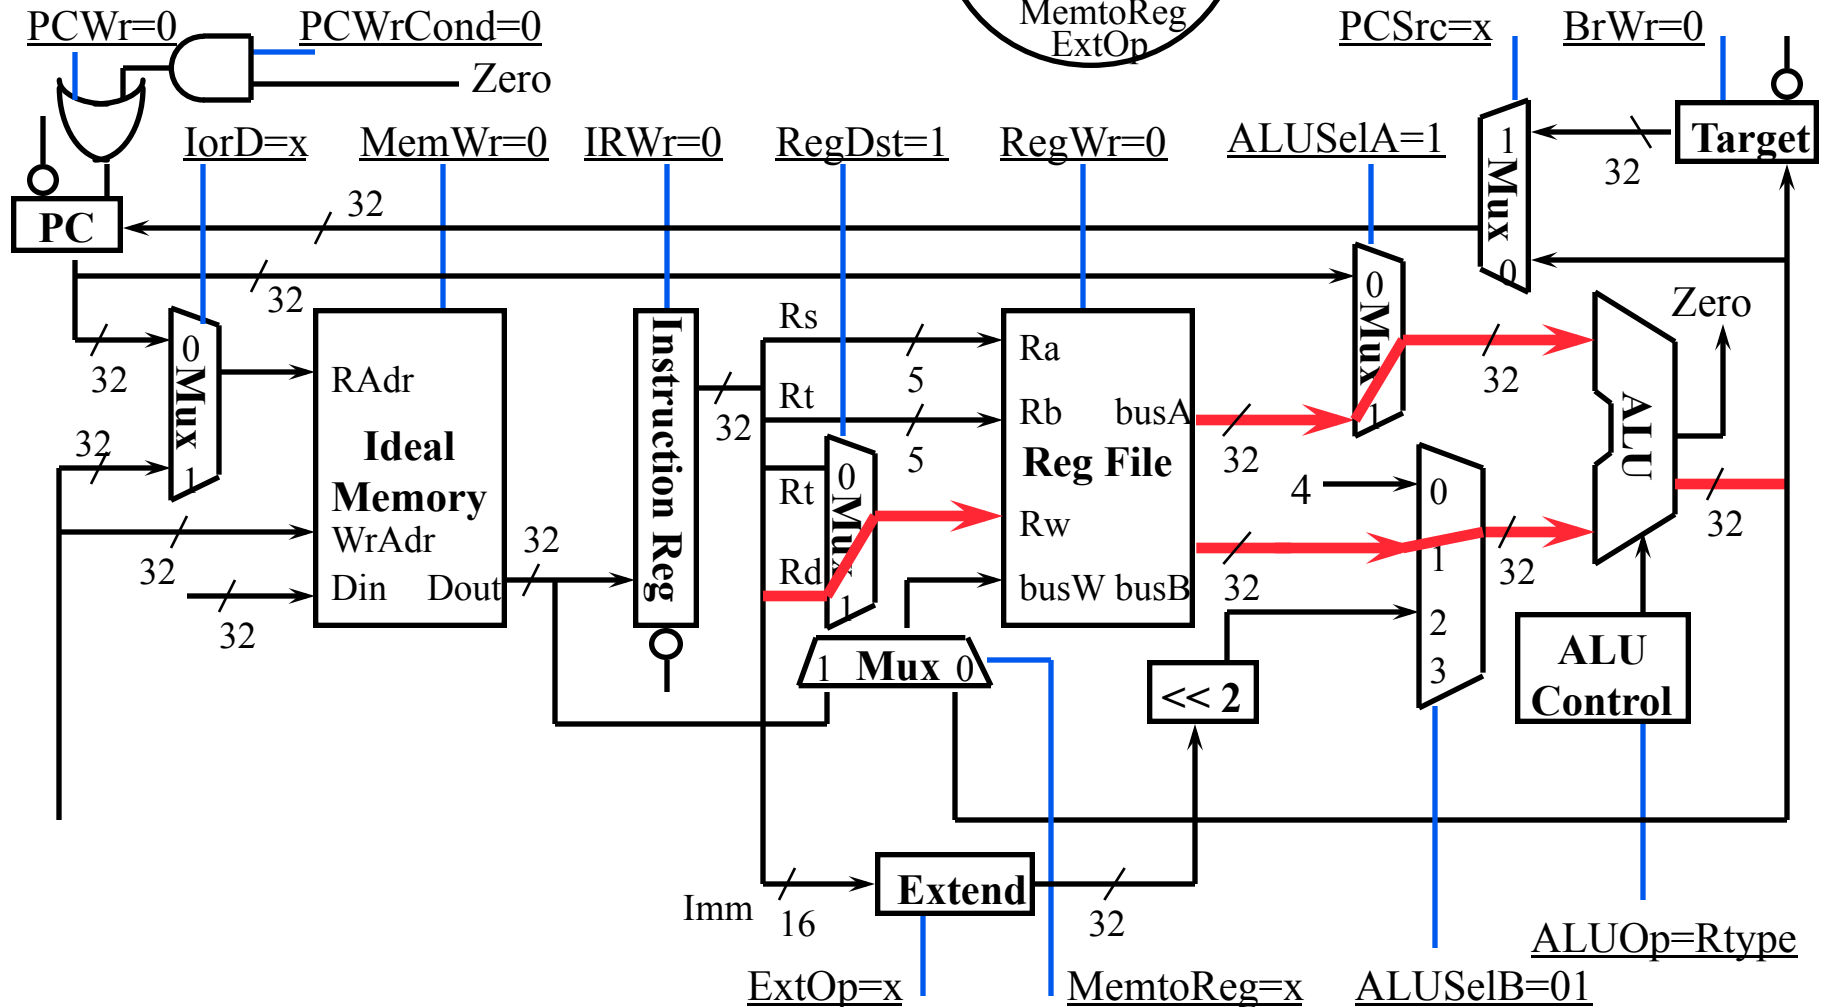 MemtoReg
ExtOp
PCWr=0 PCWrCond=0 PCSrc=x BrWr=0
Zero
IorD=x MemWr=0 IRWr=0 RegDst=1 RegWr=0 ALUSelA=1
1 Mux 0
Target
32
PC
32
32
0 Mux 1
32
32
RAdr
Ideal
Memory
WrAdr
Din Dout
32
32
32
Instruction Reg
32
Rs
5
Rt
5
Rt
Rd
0 Mux 1
Ra
Rb busA
Reg File
Rw
busW busB
32
32
0 Mux 1
32
4
0
1
2
3
32
ALU
Zero
32
1 Mux 0
<< 2
ALU
Control
Imm
16
Extend
32
ALUOp=Rtype
ExtOp=x MemtoReg=x ALUSelB=01